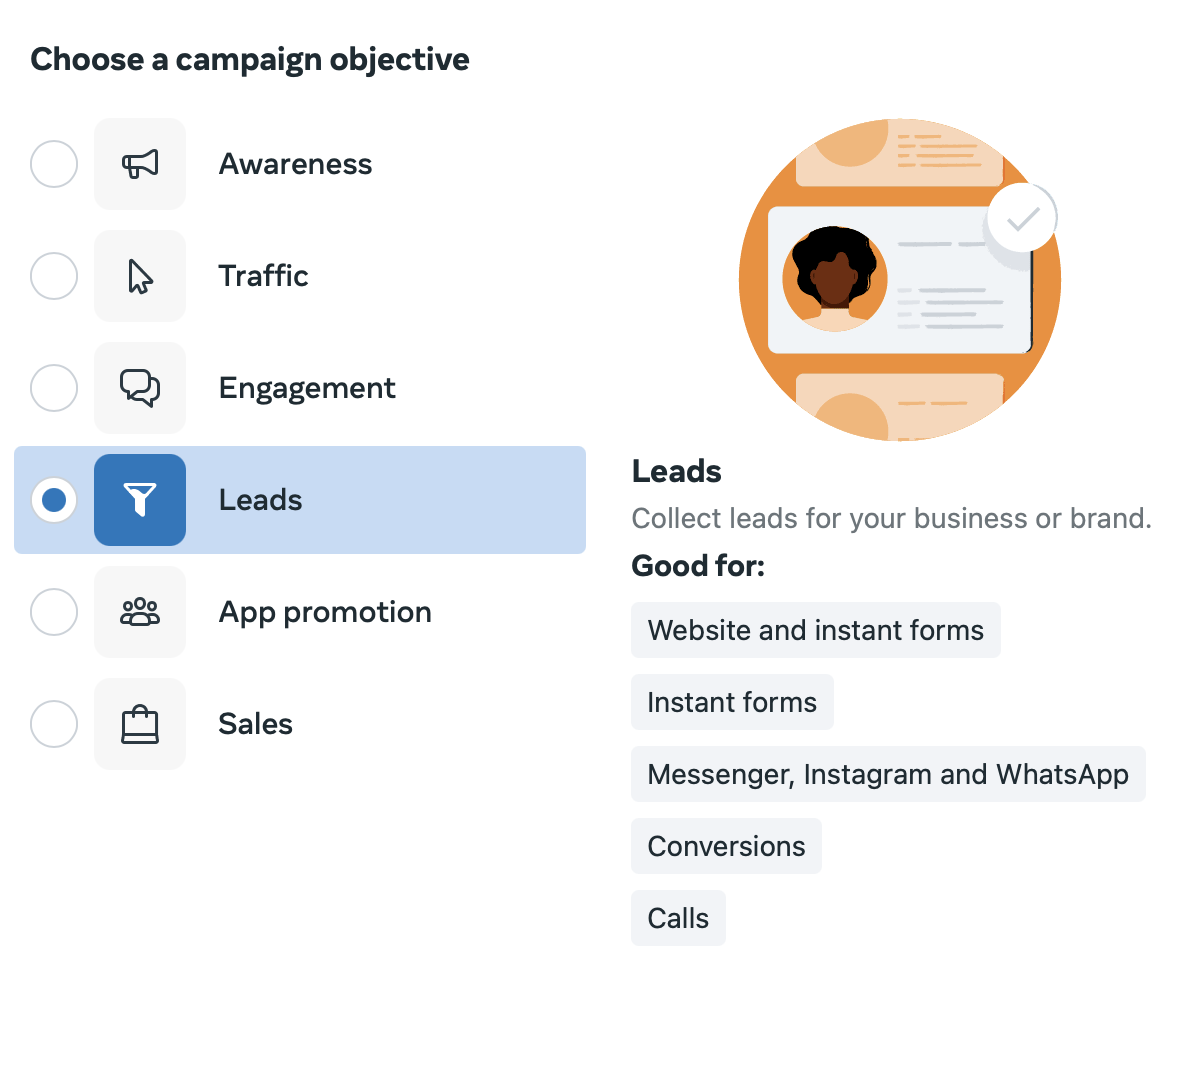 Choose a campaign objective
Awareness
Traffic
Engagement
Leads
App promotion
Sales
Leads
Collect leads for your business or brand.
Good for:
Website and instant forms
Instant forms
Messenger, Instagram and WhatsApp
Conversions
Calls